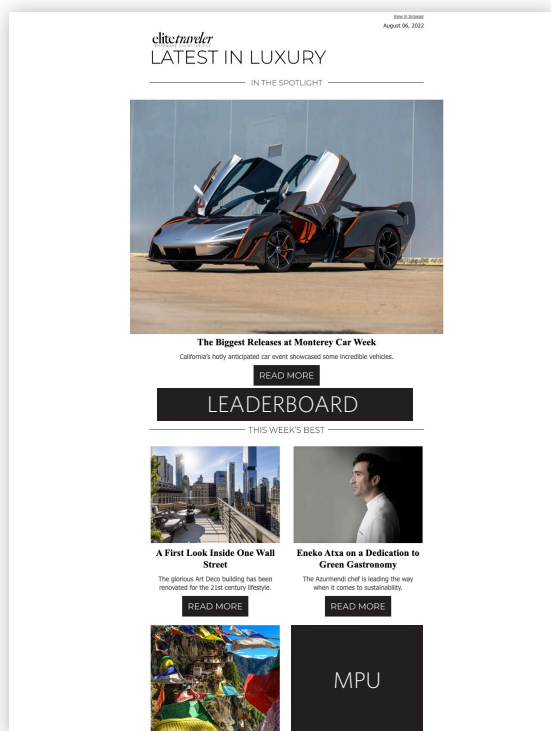 View in browser
August 06, 2022
elitetraveler
LATEST IN LUXURY
IN THE SPOTLIGHT
The Biggest Releases at Monterey Car Week
California's hotly anticipated car event showcased some incredible vehicles.
READ MORE
LEADERBOARD
THIS WEEK'S BEST
A First Look Inside One Wall
Street
The glorious Art Deco building has been
renovated for the 21st century lifestyle.
READ MORE
Eneko Atxa on a Dedication to
Green Gastronomy
The Azurmendi chef is leading the way
when it comes to sustainability.
READ MORE
MPU